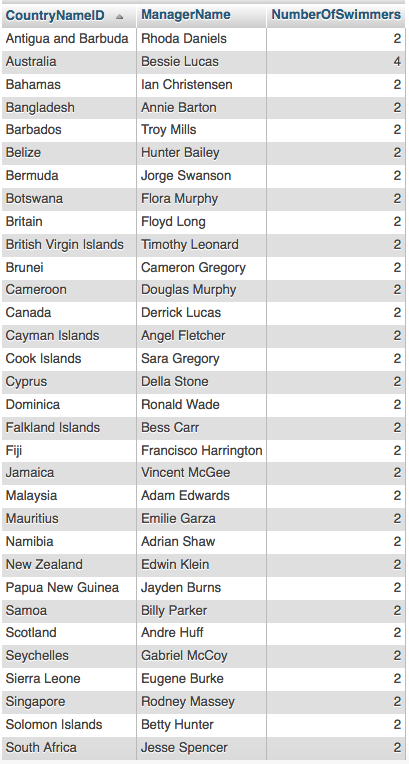 CountryNameID ManagerName NumberOfSwimmers
Antigua and Barbuda Rhoda Daniels 2
Australia Bessie Lucas 4
Bahamas Ian Christensen 2
Bangladesh Annie Barton 2
Barbados Troy Mills 2
Belize Hunter Bailey 2
Bermuda Jorge Swanson 2
Botswana Flora Murphy 2
Britain Floyd Long 2
British Virgin Islands Timothy Leonard 2
Brunei Cameron Gregory 2
Cameroon Douglas Murphy 2
Canada Derrick Lucas 2
Cayman Islands Angel Fletcher 2
Cook Islands Sara Gregory 2
Cyprus Della Stone 2
Dominica Ronald Wade 2
Falkland Islands Bess Carr 2
Fiji Francisco Harrington 2
Jamaica Vincent McGee 2
Malaysia Adam Edwards 2
Mauritius Emilie Garza 2
Namibia Adrian Shaw 2
New Zealand Edwin Klein 2
Papua New Guinea Jayden Burns 2
Samoa Billy Parker 2
Scotland Andre Huff 2
Seychelles Gabriel McCoy 2
Sierra Leone Eugene Burke 2
Singapore Rodney Massey 2
Solomon Islands Betty Hunter 2
South Africa Jesse Spencer 2